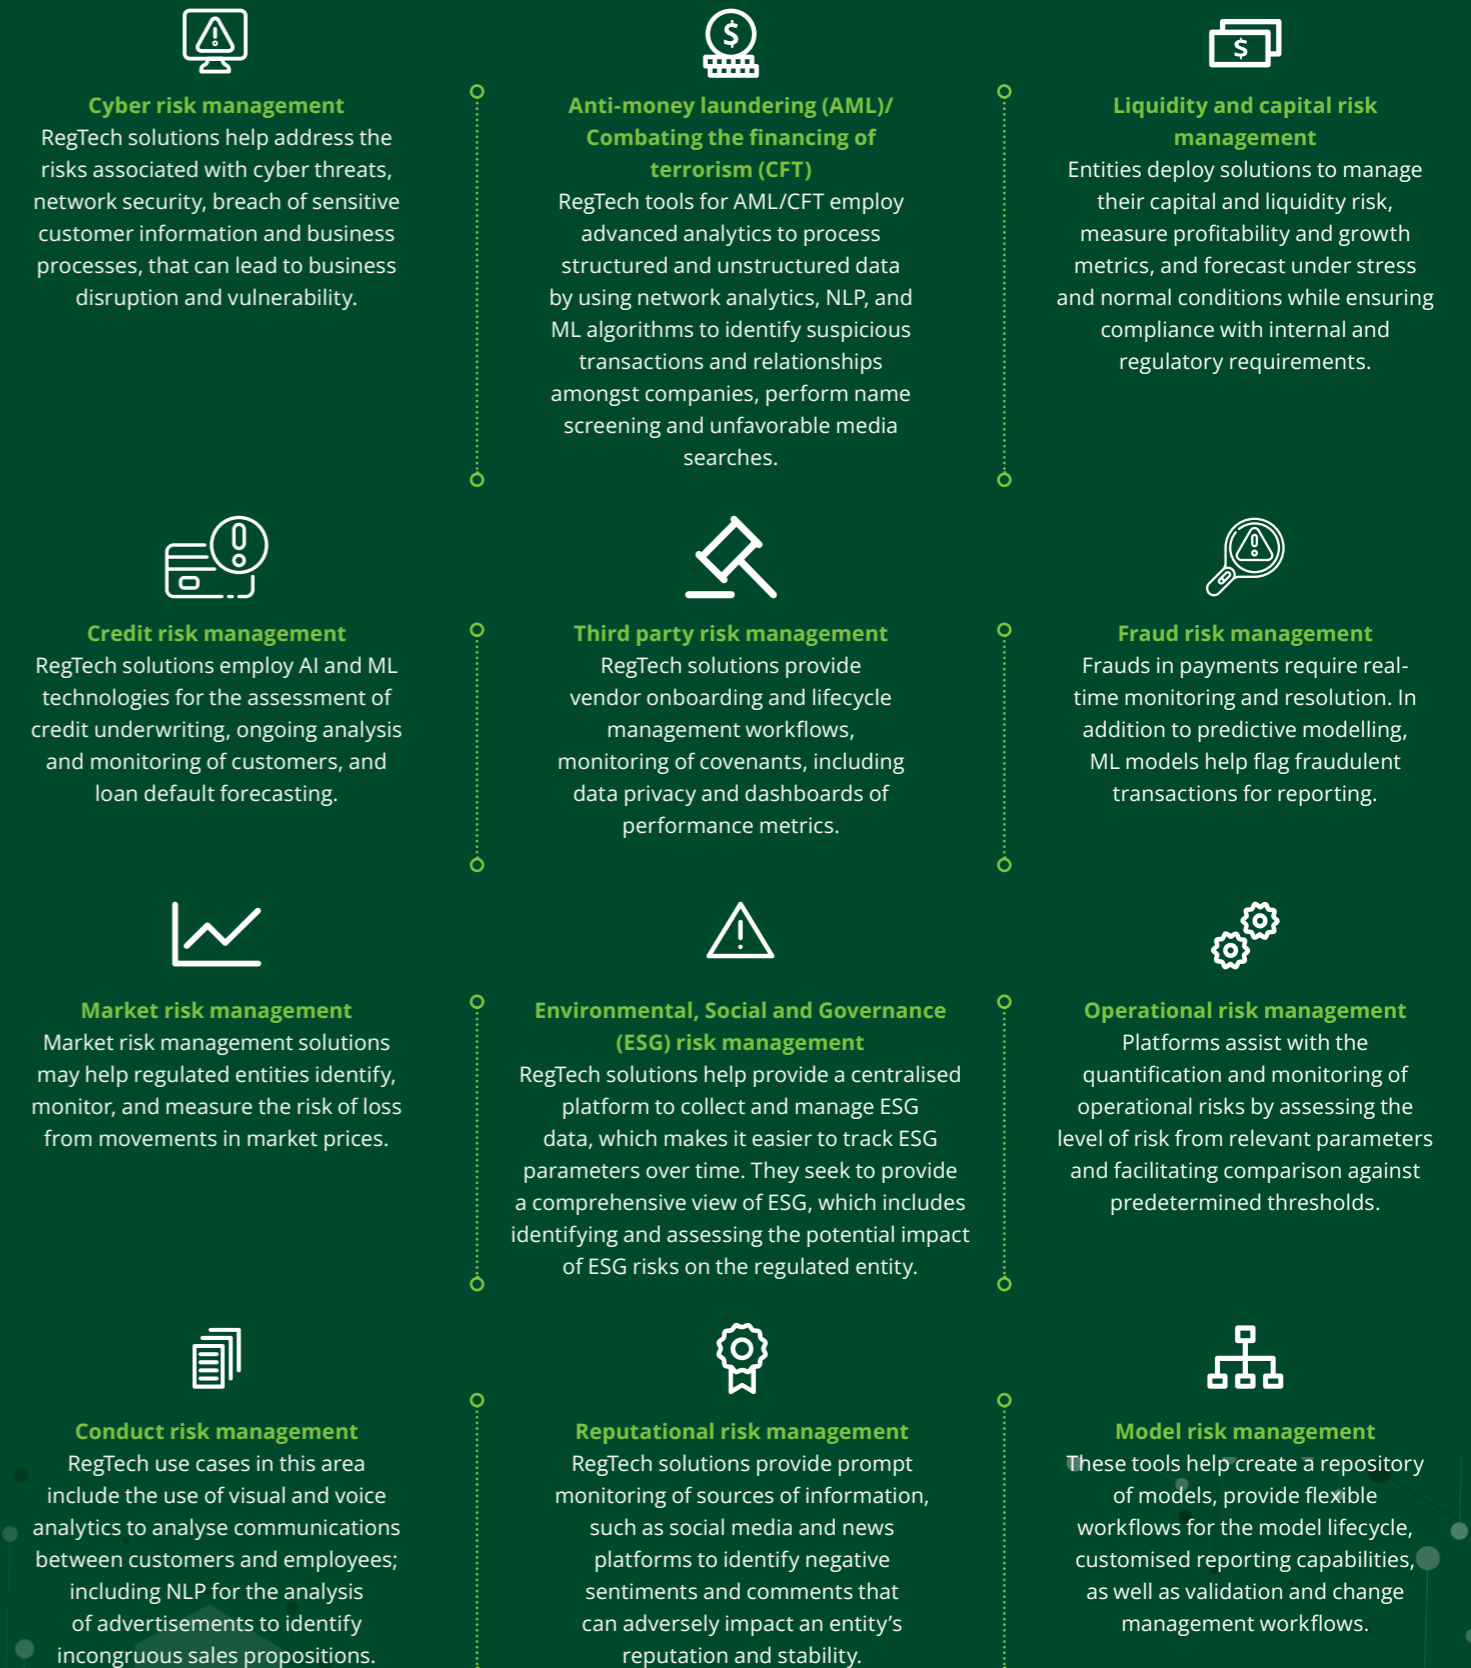 Cyber risk management
RegTech solutions help address the
risks associated with cyber threats,
network security, breach of sensitive
customer information and business
processes, that can lead to business
disruption and vulnerability.
Anti-money laundering (AML)/
Combating the financing of
terrorism (CFT)
RegTech tools for AML/CFT employ
advanced analytics to process
structured and unstructured data
by using network analytics, NLP, and
ML algorithms to identify suspicious
transactions and relationships
amongst companies, perform name
screening and unfavorable media
searches.
Liquidity and capital risk
management
Entities deploy solutions to manage
their capital and liquidity risk,
measure profitability and growth
metrics, and forecast under stress
and normal conditions while ensuring
compliance with internal and
regulatory requirements.
Credit risk management
RegTech solutions employ AI and ML
technologies for the assessment of
credit underwriting, ongoing analysis
and monitoring of customers, and
loan default forecasting.
Third party risk management
RegTech solutions provide
vendor onboarding and lifecycle
management workflows,
monitoring of covenants, including
data privacy and dashboards of
performance metrics.
Fraud risk management
Frauds in payments require real-
time monitoring and resolution. In
addition to predictive modelling,
ML models help flag fraudulent
transactions for reporting.
Market risk management
Market risk management solutions
may help regulated entities identify,
monitor, and measure the risk of loss
from movements in market prices.
Environmental, Social and Governance
(ESG) risk management
RegTech solutions help provide a centralised
platform to collect and manage ESG
data, which makes it easier to track ESG
parameters over time. They seek to provide
a comprehensive view of ESG, which includes
identifying and assessing the potential impact
of ESG risks on the regulated entity.
Operational risk management
Platforms assist with the
quantification and monitoring of
operational risks by assessing the
level of risk from relevant parameters
and facilitating comparison against
predetermined thresholds.
Conduct risk management
RegTech use cases in this area
include the use of visual and voice
analytics to analyse communications
between customers and employees;
including NLP for the analysis
of advertisements to identify
incongruous sales propositions.
Reputational risk management
RegTech solutions provide prompt
monitoring of sources of information,
such as social media and news
platforms to identify negative
sentiments and comments that
can adversely impact an entity's
reputation and stability.
Model risk management
These tools help create a repository
of models, provide flexible
workflows for the model lifecycle,
customised reporting capabilities,
as well as validation and change
management workflows.